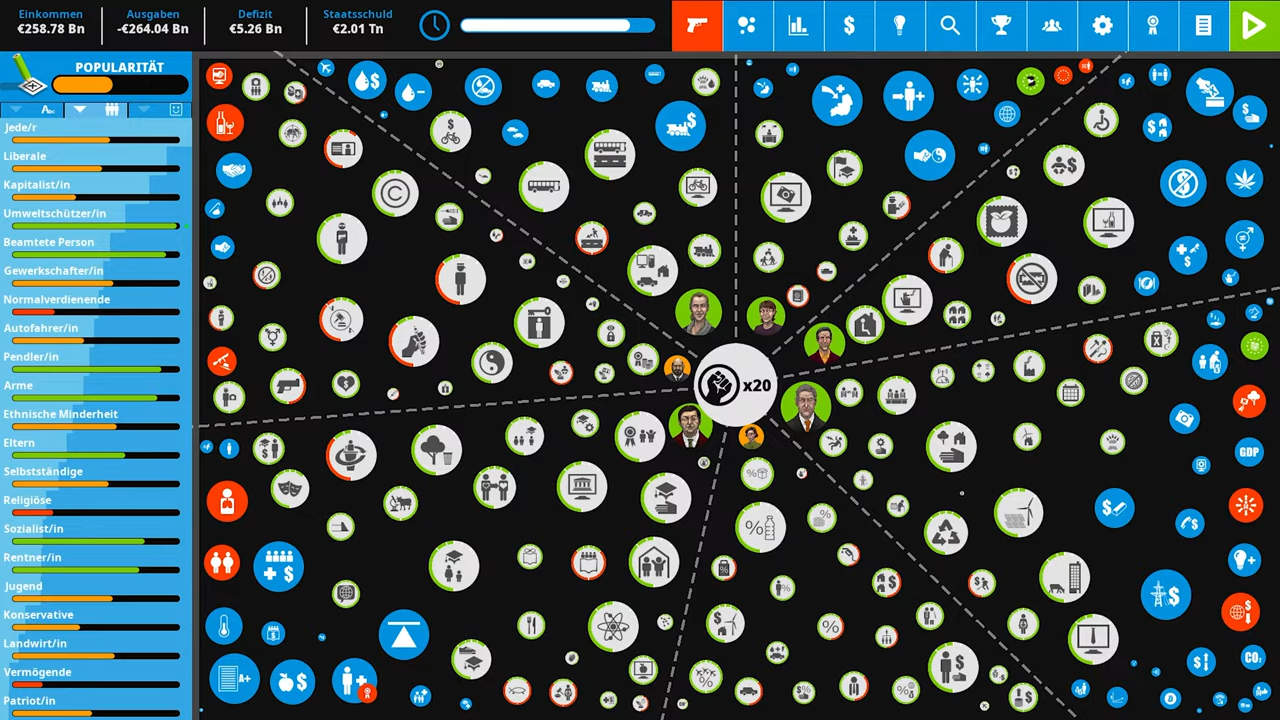 Einkommen
€258.78 Bn
Ausgaben
-€264.04 Bn
Defizit
€5.26 Bn
Staatsschuld
€2.01 Tn
POPULARITÄT
A
Jede/r
Liberale
Kapitalist/in
Umweltschützer/in
Beamtete Person
Gewerkschafter/in
Normalverdienende
Autofahrer/in
Pendler/in
Arme
Ethnische Minderheit
Eltern
Selbstständige
Religiöse
Sozialist/in
Rentner/in
Jugend
Konservative
Landwirt/in
Vermögende
Patriot/in
x20
GDP
CO₂
A+